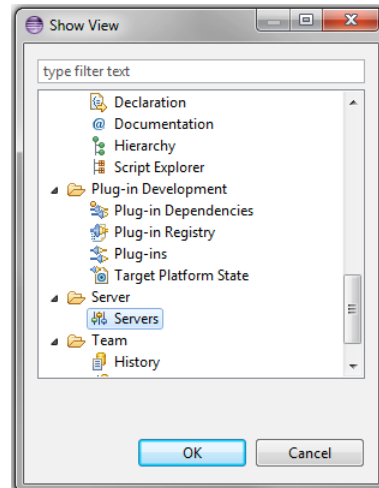 Show View
type filter text
Declaration
@ Documentation
Hierarchy
Script Explorer
Plug-in Development
Plug-in Dependencies
Plug-in Registry
Plug-ins
Target Platform State
Server
Servers
Team
History
OK Cancel